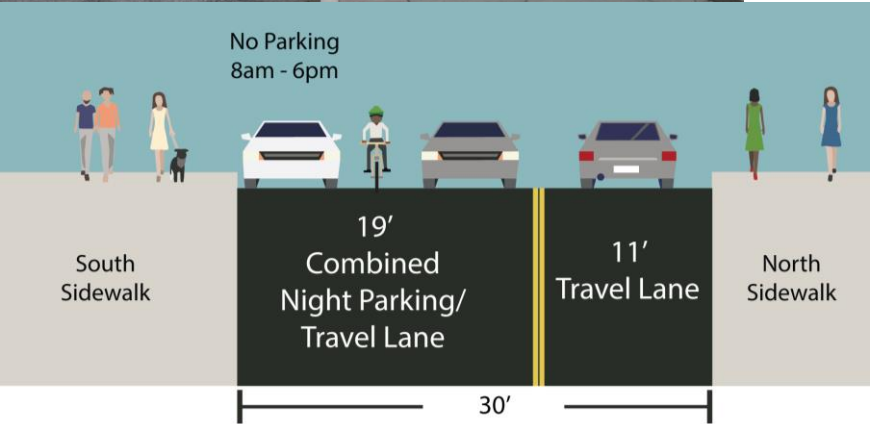 No Parking
8am - 6pm
South
Sidewalk
19′
Combined
Night Parking/
Travel Lane
11′
Travel Lane
North
Sidewalk
30′